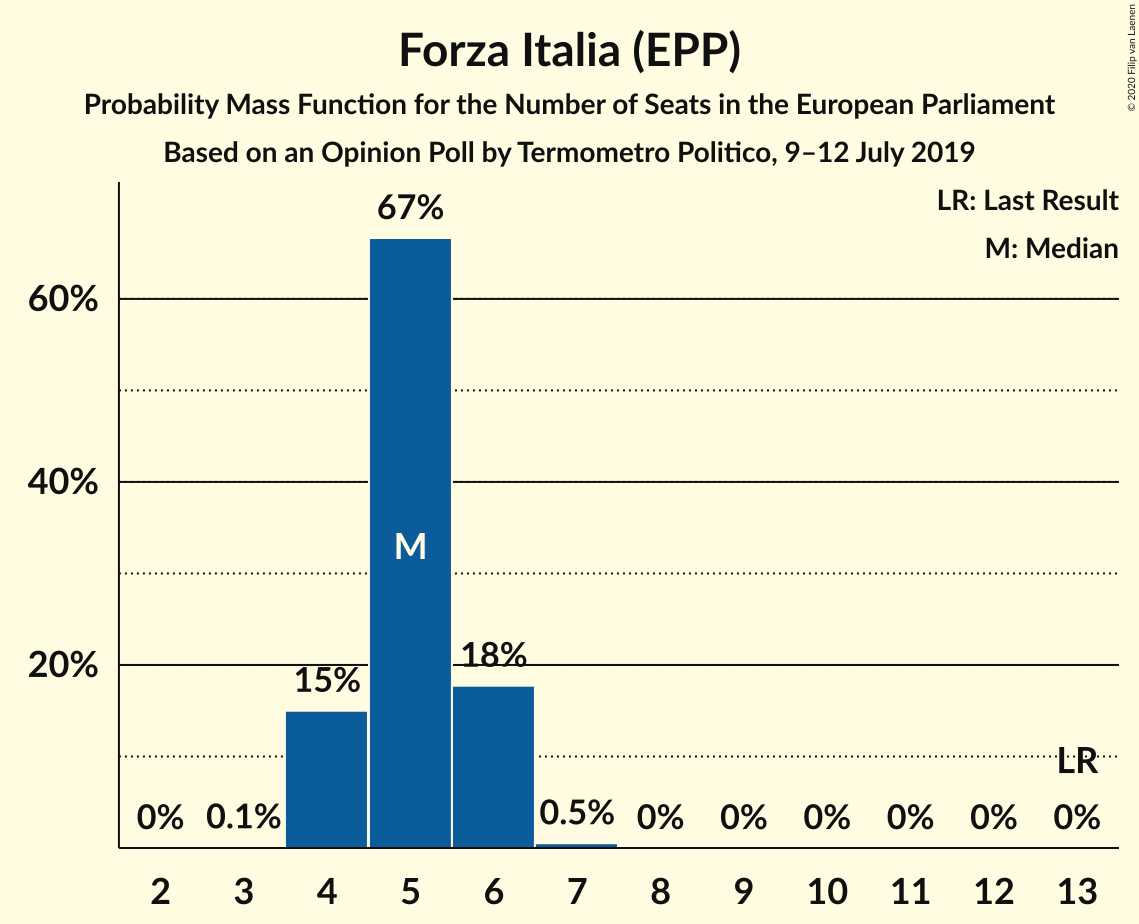 Forza Italia (EPP)
Probability Mass Function for the Number of Seats in the European Parliament
Based on an Opinion Poll by Termometro Politico, 9–12 July 2019
© 2020 Filip van Laenen
LR: Last Result
M: Median
60%
40%
20%
0%
0.1%
15%
67%
M
18%
0.5%
0%
0%
0%
0%
0%
LR
0%
2 3 4 5 6 7 8 9 10 11 12 13